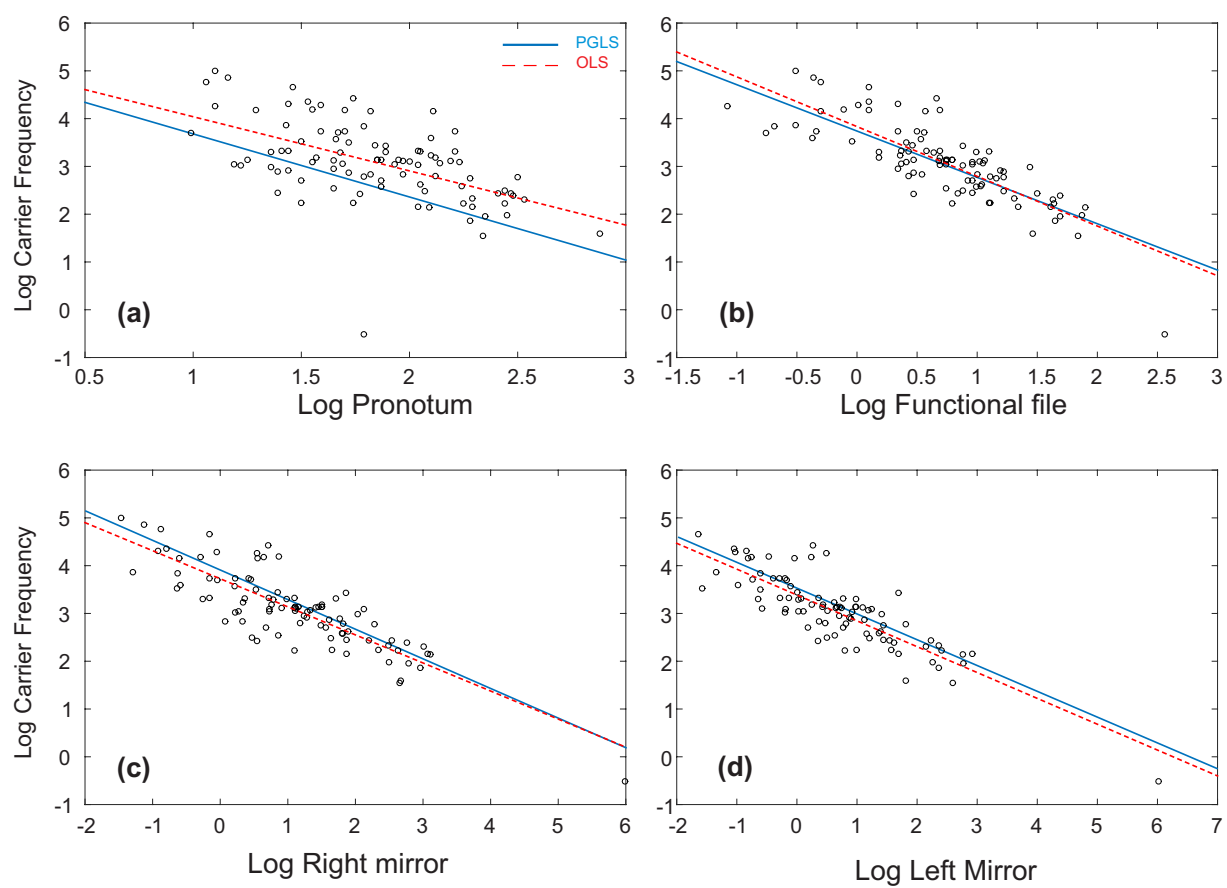 PGLS
OLS
Log Carrier Frequency
6
5
4
3
2
1
0
-1
(a)
0.5 1 1.5 2 2.5 3
Log Pronotum
6
5
4
3
2
1
0
-1
(b)
-1.5 -1 -0.5 0 0.5 1 1.5 2 2.5 3
Log Functional file
Log Carrier Frequency
6
5
4
3
2
1
0
-1
(c)
-2 -1 0 1 2 3 4 5 6
Log Right mirror
6
5
4
3
2
1
0
-1
(d)
-2 -1 0 1 2 3 4 5 6 7
Log Left Mirror